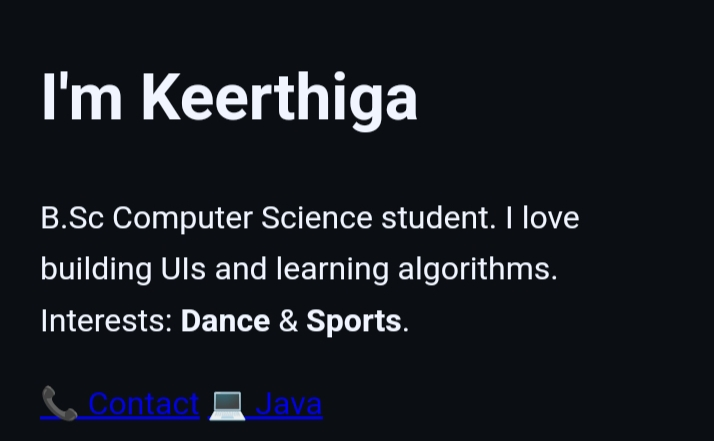 I'm Keerthiga
B.Sc Computer Science student. I love
building UIs and learning algorithms.
Interests: Dance & Sports.
📞 Contact 💻 Java